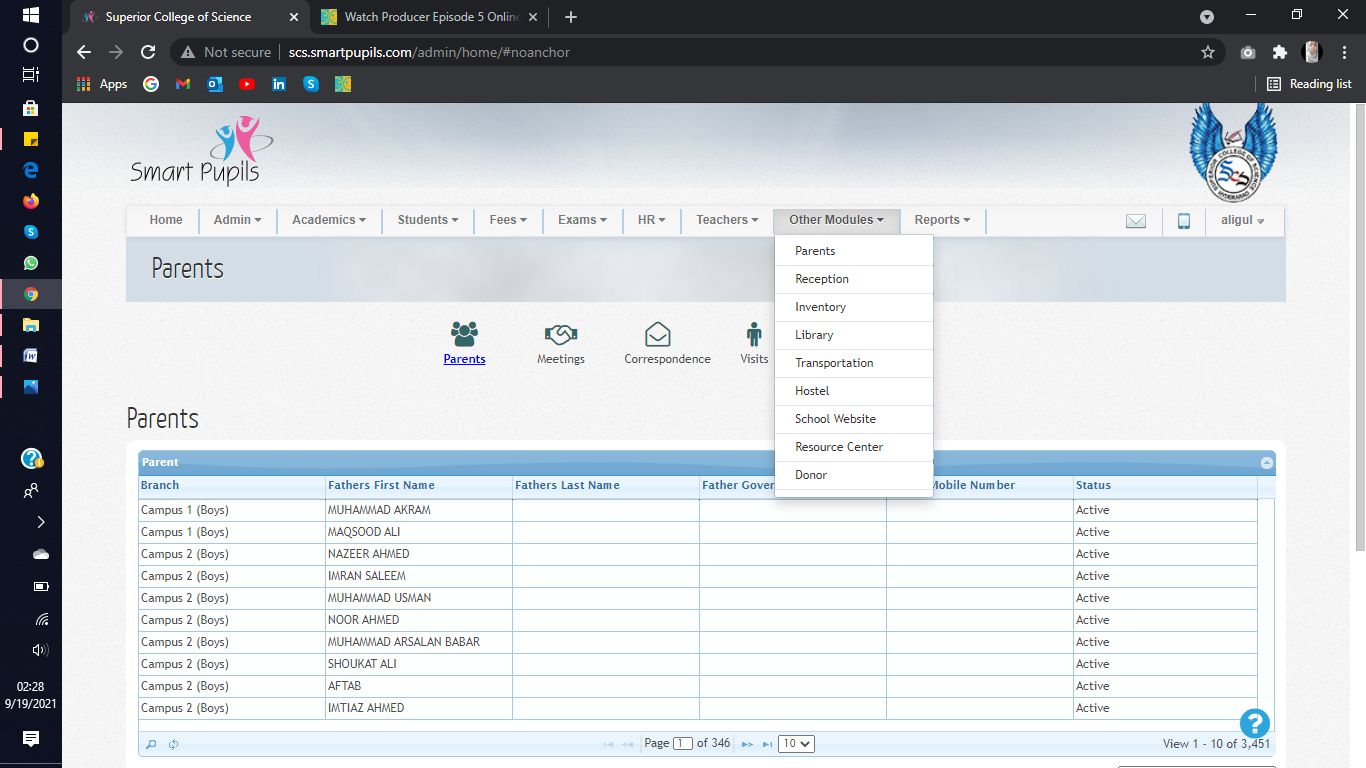 Superior College of Science
Watch Producer Episode 5 Online
Not secure
scs.smartpupils.com/admin/home/#noanchor
Apps
Reading list
Smart Pupils
SUPERIOR COLLEGE OF SCIENCE
SCS
HYDERABAD
Home
Admin
Academics
Students
Fees
Exams
HR
Teachers
Other Modules
Reports
aligul
Parents
Parents
Reception
Inventory
Library
Transportation
Hostel
School Website
Resource Center
Donor
Parents
Meetings
Correspondence
Visits
Parents
Parent
Branch Fathers First Name Fathers Last Name Father Gover Mobile Number Status
Campus 1 (Boys) MUHAMMAD AKRAM Active
Campus 1 (Boys) MAQSOOD ALI Active
Campus 2 (Boys) NAZEER AHMED Active
Campus 2 (Boys) IMRAN SALEEM Active
Campus 2 (Boys) MUHAMMAD USMAN Active
Campus 2 (Boys) NOOR AHMED Active
Campus 2 (Boys) MUHAMMAD ARSALAN BABAR Active
Campus 2 (Boys) SHOUKAT ALI Active
Campus 2 (Boys) AFTAB Active
Campus 2 (Boys) IMTIAZ AHMED Active
Page 1 of 346 10 View 1 - 10 of 3,451
02:28
9/19/2021